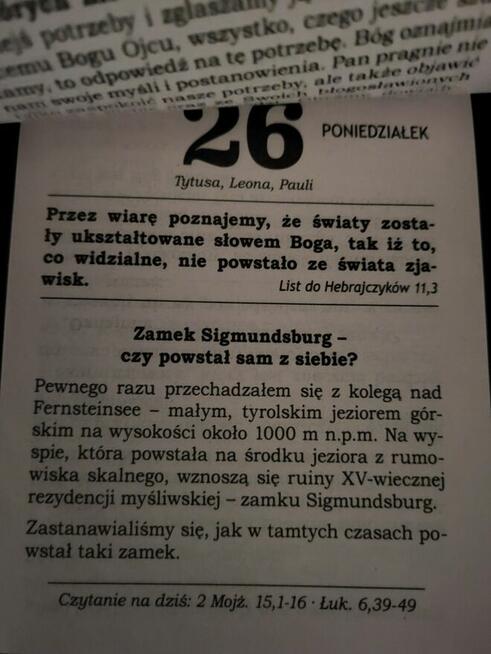 ejś potrzeby i zgłaszamy
emu Bogu Ojcu, wszystko, czego jeszcze
amy, to odpowiedź na tę potrzebę. Bóg oznajmia
nam swoje myśli i postanowienia. Pan pragnie nie
zaspokoić nasze potrzeby, ale także objawić
26 PONIEDZIAŁEK
Tytusa, Leona, Pauli
Przez wiarę poznajemy, że światy zosta-
ły ukształtowane słowem Boga, tak iż to,
co widzialne, nie powstało ze świata zja-
wisk. List do Hebrajczyków 11,3
Zamek Sigmundsburg –
czy powstał sam z siebie?
Pewnego razu przechadzałem się z kolegą nad
Fernsteinsee – małym, tyrolskim jeziorem gór-
skim na wysokości około 1000 m n.p.m. Na wy-
spie, która powstała na środku jeziora z rumo-
wiska skalnego, wznoszą się ruiny XV-wiecznej
rezydencji myśliwskiej – zamku Sigmundsburg.
Zastanawialiśmy się, jak w tamtych czasach po-
wstał taki zamek.
Czytanie na dziś: 2 Mojż. 15,1-16 · Łuk. 6,39-49